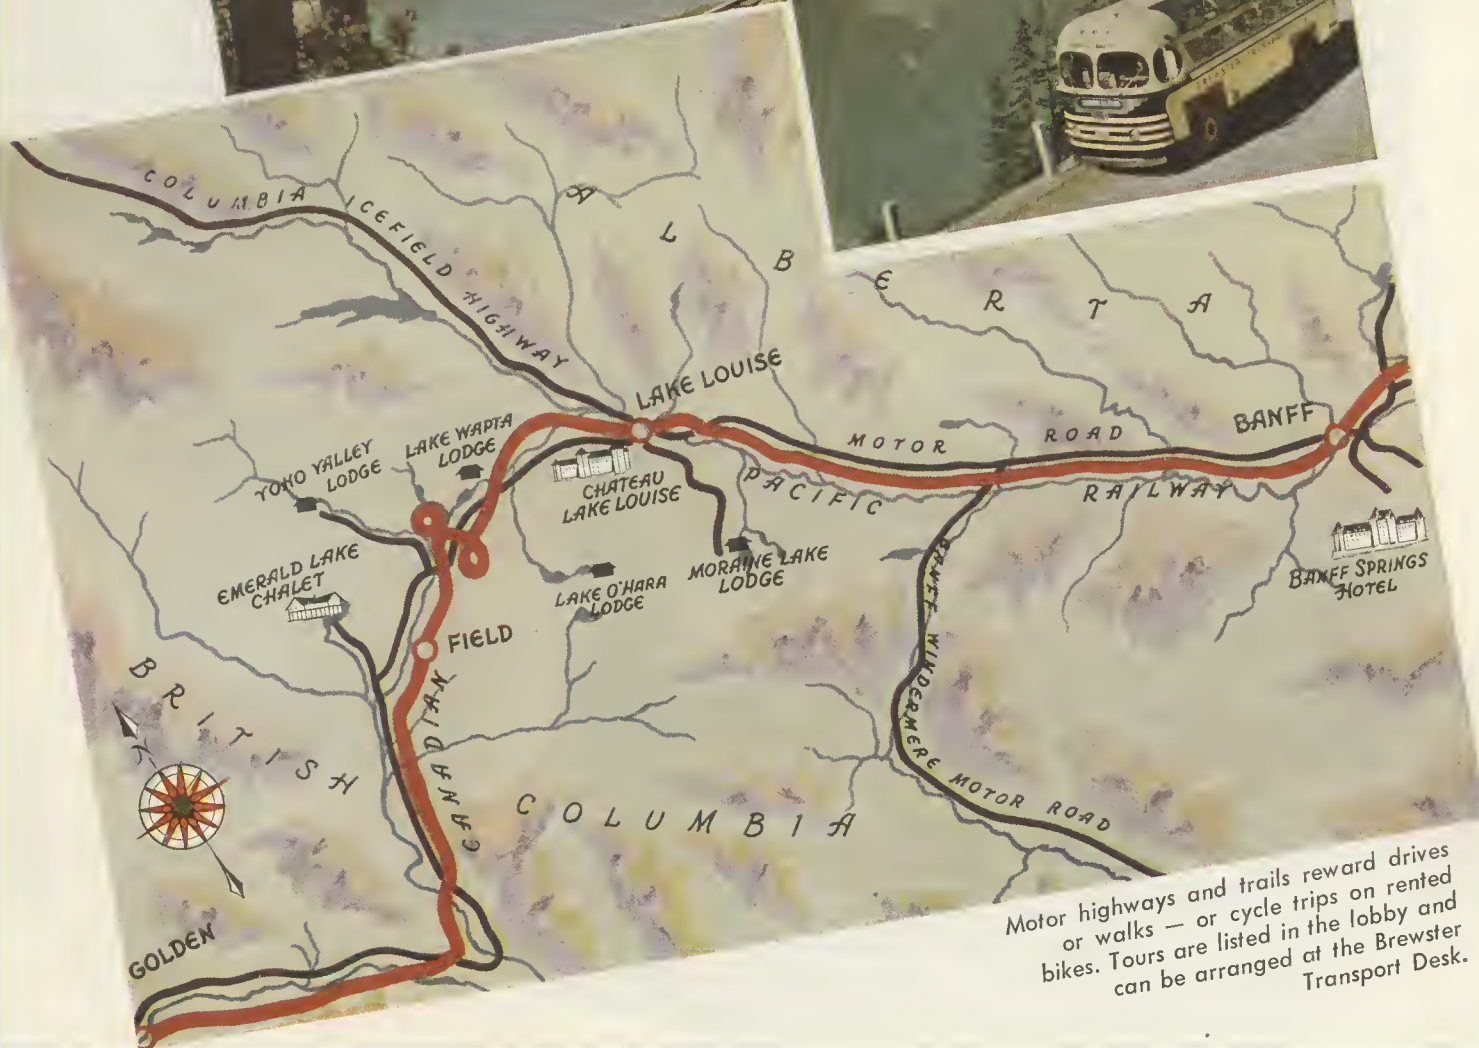 COLUMBIA ICEFIELD HIGHWAY
ALBERTA
LAKE LOUISE
MOTOR ROAD
BANFF
LAKE WAPTA
LODGE
YOHO VALLEY
LODGE
CHATEAU
LAKE LOUISE
CANADIAN PACIFIC RAILWAY
BANFF SPRINGS
HOTEL
MORAINE LAKE
LODGE
LAKE O'HARA
LODGE
EMERALD LAKE
CHALET
FIELD
BANFF WINDERMERE MOTOR ROAD
BRITISH COLUMBIA
N
GOLDEN
Motor highways and trails reward drives
or walks — or cycle trips on rented
bikes. Tours are listed in the lobby and
can be arranged at the Brewster
Transport Desk.